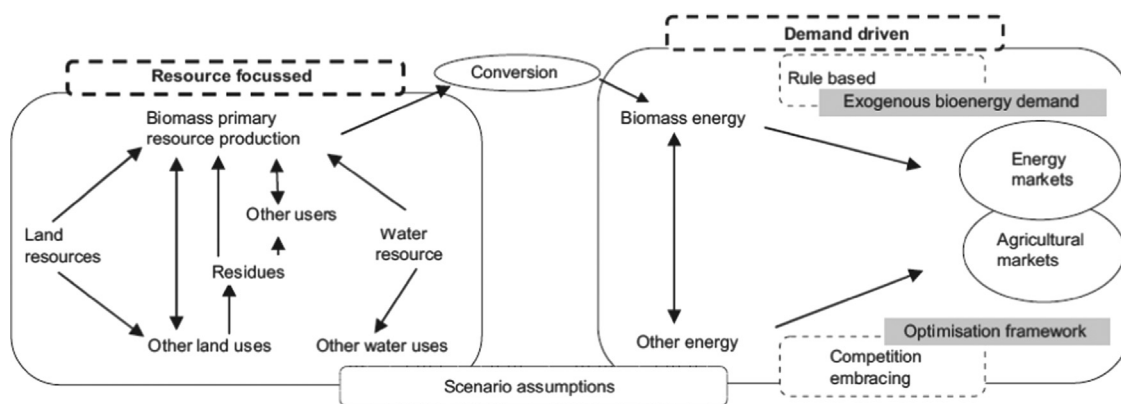 Demand driven
Resource focussed
Conversion
Rule based
Exogenous bioenergy demand
Biomass primary
resource production
Biomass energy
Energy
markets
Other users
Land
resources
Water
resource
Agricultural
markets
Residues
Other land uses
Other water uses
Other energy
Optimisation framework
Scenario assumptions
Competition
embracing